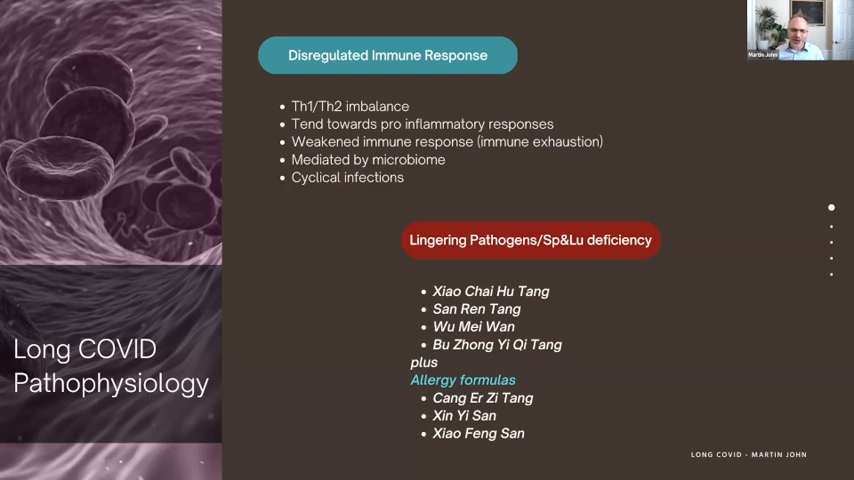 Martin John
Disregulated Immune Response
• Th1/Th2 imbalance
• Tend towards pro inflammatory responses
• Weakened immune response (immune exhaustion)
• Mediated by microbiome
• Cyclical infections
Lingering Pathogens/Sp&Lu deficiency
• Xiao Chai Hu Tang
• San Ren Tang
• Wu Mei Wan
• Bu Zhong Yi Qi Tang
plus
Allergy formulas
• Cang Er Zi Tang
• Xin Yi San
• Xiao Feng San
Long COVID
Pathophysiology
LONG COVID - MARTIN JOHN